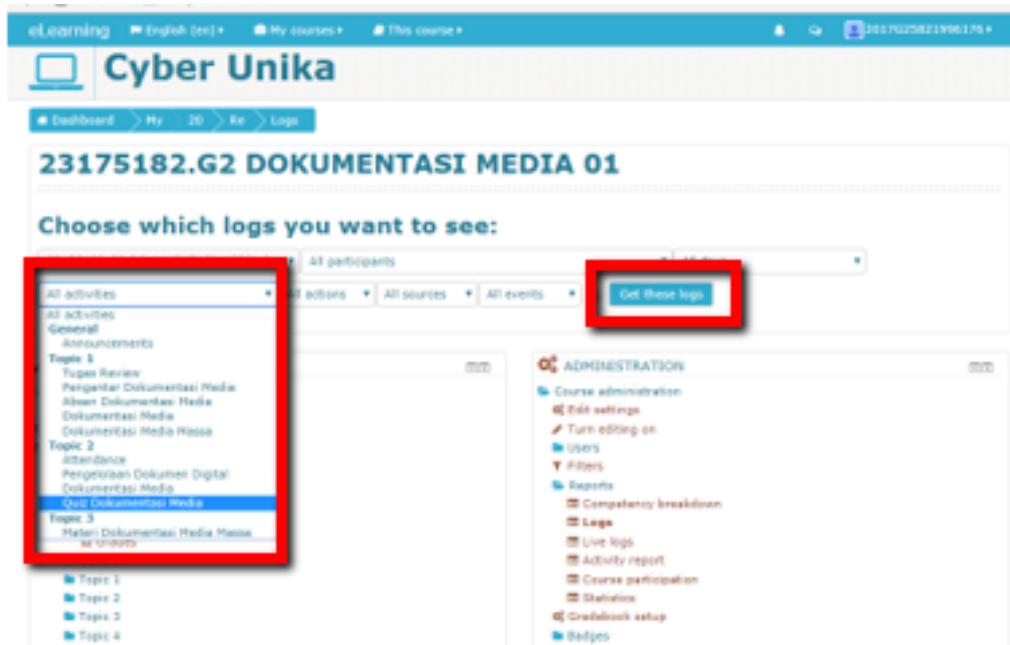 eLearning English (en) My courses This course
Cyber Unika
Dashboard My 20 Re Logs
23175182.G2 DOKUMENTASI MEDIA 01
Choose which logs you want to see:
All participants
All activities All actions All sources All events Get these logs
All activities
General
Announcements
Topic 1
Tugas Review
Pengantar Dokumentasi Media
Absen Dokumentasi Media
Dokumentasi Media
Dokumentasi Media Massa
Topic 2
Attendance
Pengelolaan Dokumen Digital
Dokumentasi Media
Quiz Dokumentasi Media
Topic 3
Materi Dokumentasi Media Massa
Topic 1
Topic 2
Topic 3
Topic 4
ADMINISTRATION
Course administration
Edit settings
Turn editing on
Users
Filters
Reports
Competency breakdown
Logs
Live logs
Activity report
Course participation
Statistics
Gradebook setup
Badges